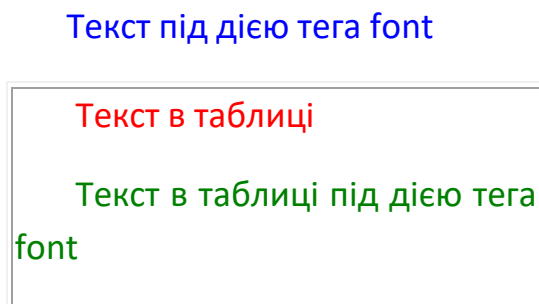 Текст під дією тега font
Текст в таблиці
Текст в таблиці під дією тега
font